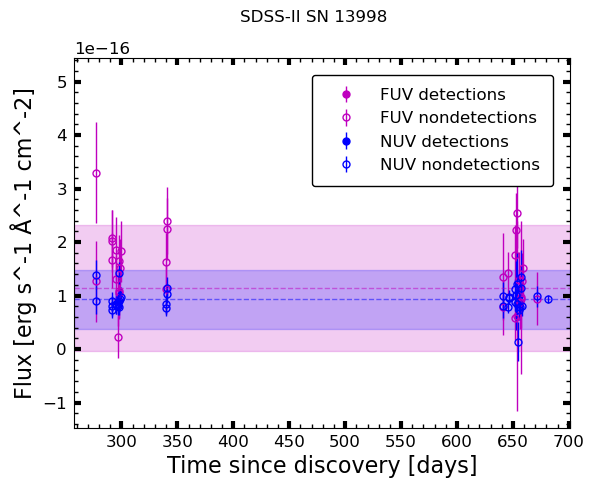 SDSS-II SN 13998
1e−16
FUV detections
FUV nondetections
NUV detections
NUV nondetections
5
4
3
2
1
0
−1
Flux [erg s^-1 Å^-1 cm^-2]
300 350 400 450 500 550 600 650 700
Time since discovery [days]